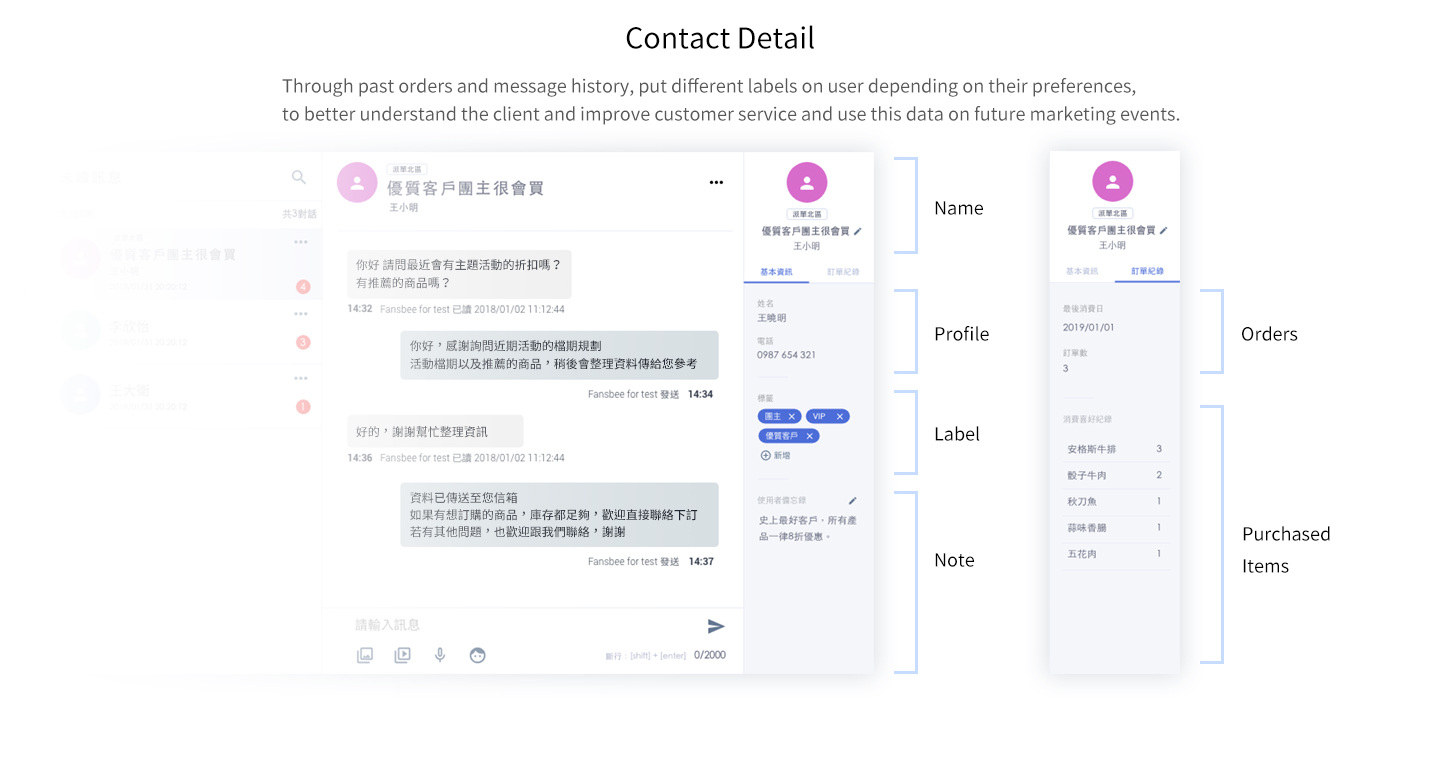 Contact Detail
Through past orders and message history, put different labels on user depending on their preferences,
to better understand the client and improve customer service and use this data on future marketing events.
共3對話
優質客戶團主很會買
王小明
4
李政衛
3
王大衛
1
派單北區
優質客戶團主很會買
王小明
你好 請問最近會有主題活動的折扣嗎？
有推薦的商品嗎？
14:32 Fansbee for test 已讀 2018/01/02 11:12:44
你好，感謝詢問近期活動的檔期規劃
活動檔期以及推薦的商品，稍後會整理資料傳給您參考
Fansbee for test 發送 14:34
好的，謝謝幫忙整理資訊
14:36 Fansbee for test 已讀 2018/01/02 11:12:44
資料已傳送至您信箱
如果有想訂購的商品，庫存都足夠，歡迎直接聯絡下訂
若有其他問題，也歡迎跟我們聯絡，謝謝
Fansbee for test 發送 14:37
請輸入訊息
斷行：[shift] + [enter] 0/2000
派單北區
優質客戶團主很會買
王小明
基本資訊 訂單紀錄
姓名
王曉明
電話
0987 654 321
標籤
團主 × VIP ×
優質客戶 ×
新增
使用者備忘錄
史上最好客戶，所有產
品一律8折優惠。
Name
Profile
Label
Note
派單北區
優質客戶團主很會買
王小明
基本資訊 訂單紀錄
最後消費日
2019/01/01
訂單數
3
消費喜好紀錄
安格斯牛排 3
骰子牛肉 2
秋刀魚 1
蒜味香腸 1
五花肉 1
Orders
Purchased
Items